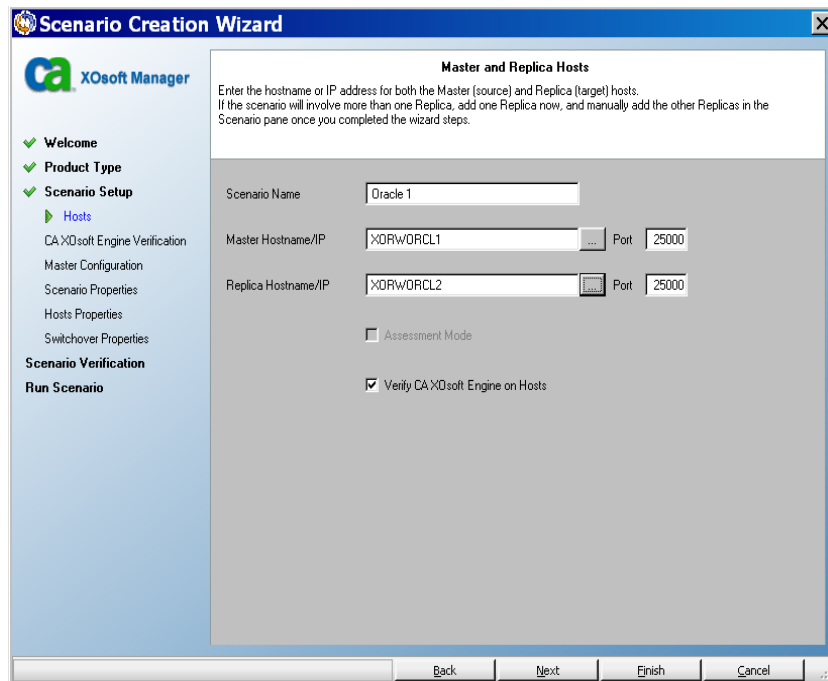 Scenario Creation Wizard
ca
XOsoft Manager
Welcome
Product Type
Scenario Setup
Hosts
CA XOsoft Engine Verification
Master Configuration
Scenario Properties
Hosts Properties
Switchover Properties
Scenario Verification
Run Scenario
Master and Replica Hosts
Enter the hostname or IP address for both the Master (source) and Replica (target) hosts.
If the scenario will involve more than one Replica, add one Replica now, and manually add the other Replicas in the
Scenario pane once you completed the wizard steps.
Scenario Name Oracle 1
Master Hostname/IP XORWORCL1 ... Port 25000
Replica Hostname/IP XORWORCL2 ... Port 25000
Assessment Mode
Verify CA XOsoft Engine on Hosts
Back Next Finish Cancel